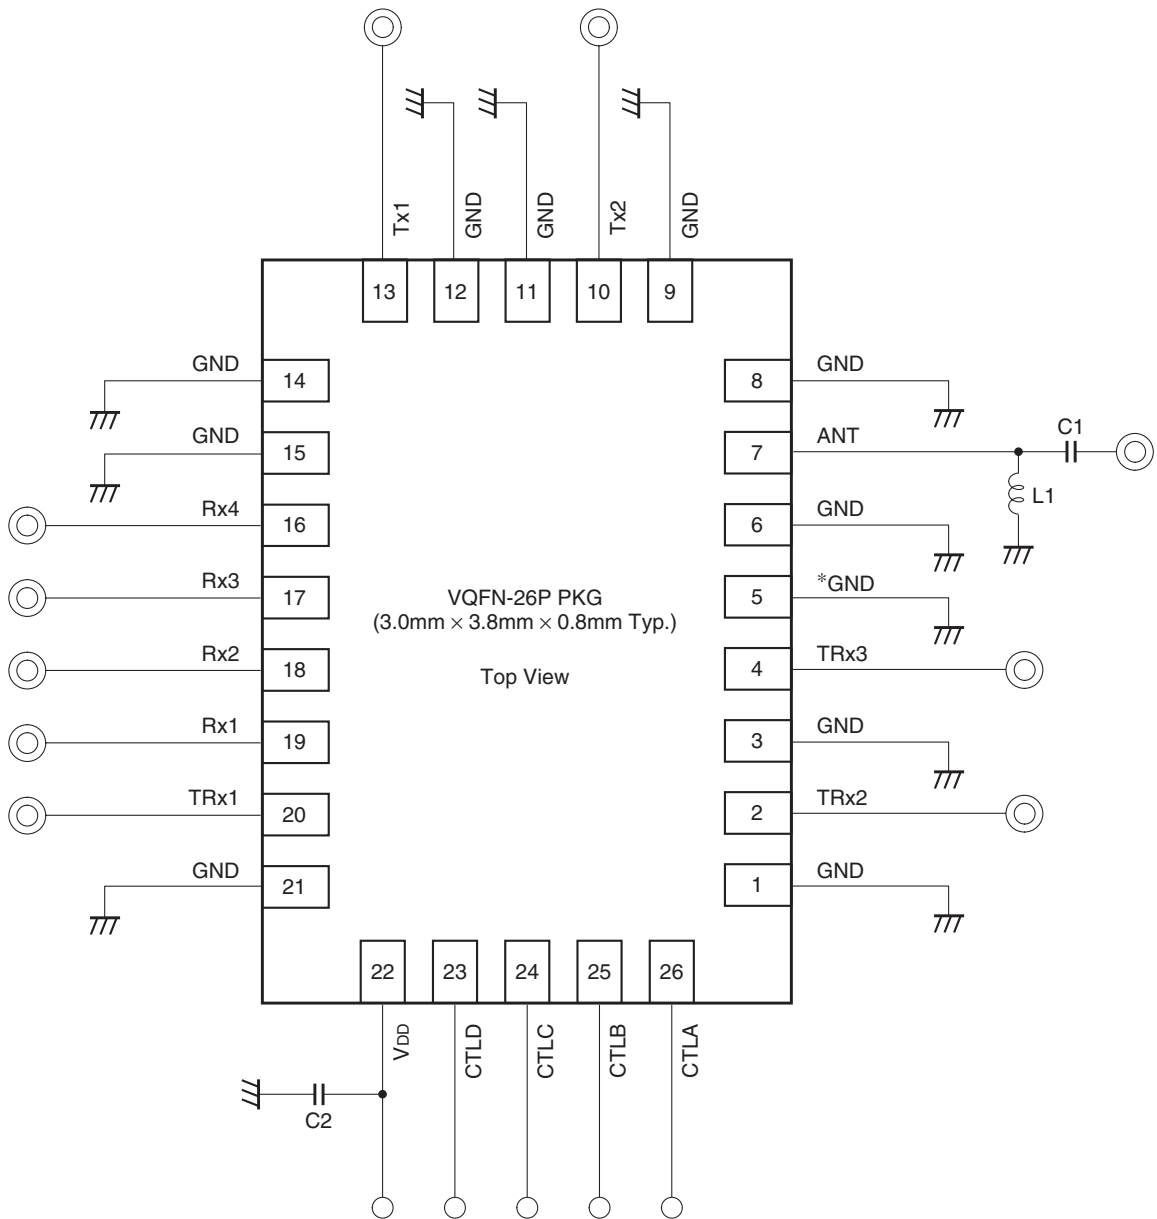 Tx1
GND
GND
Tx2
GND
13
12
11
10
9
GND
14
8
GND
GND
15
7
ANT
C1
L1
Rx4
16
6
GND
Rx3
17
5
*GND
VQFN-26P PKG
(3.0mm × 3.8mm × 0.8mm Typ.)
Top View
Rx2
18
4
TRx3
Rx1
19
3
GND
TRx1
20
2
TRx2
GND
21
1
GND
22
23
24
25
26
VDD
CTLD
CTLC
CTLB
CTLA
C2